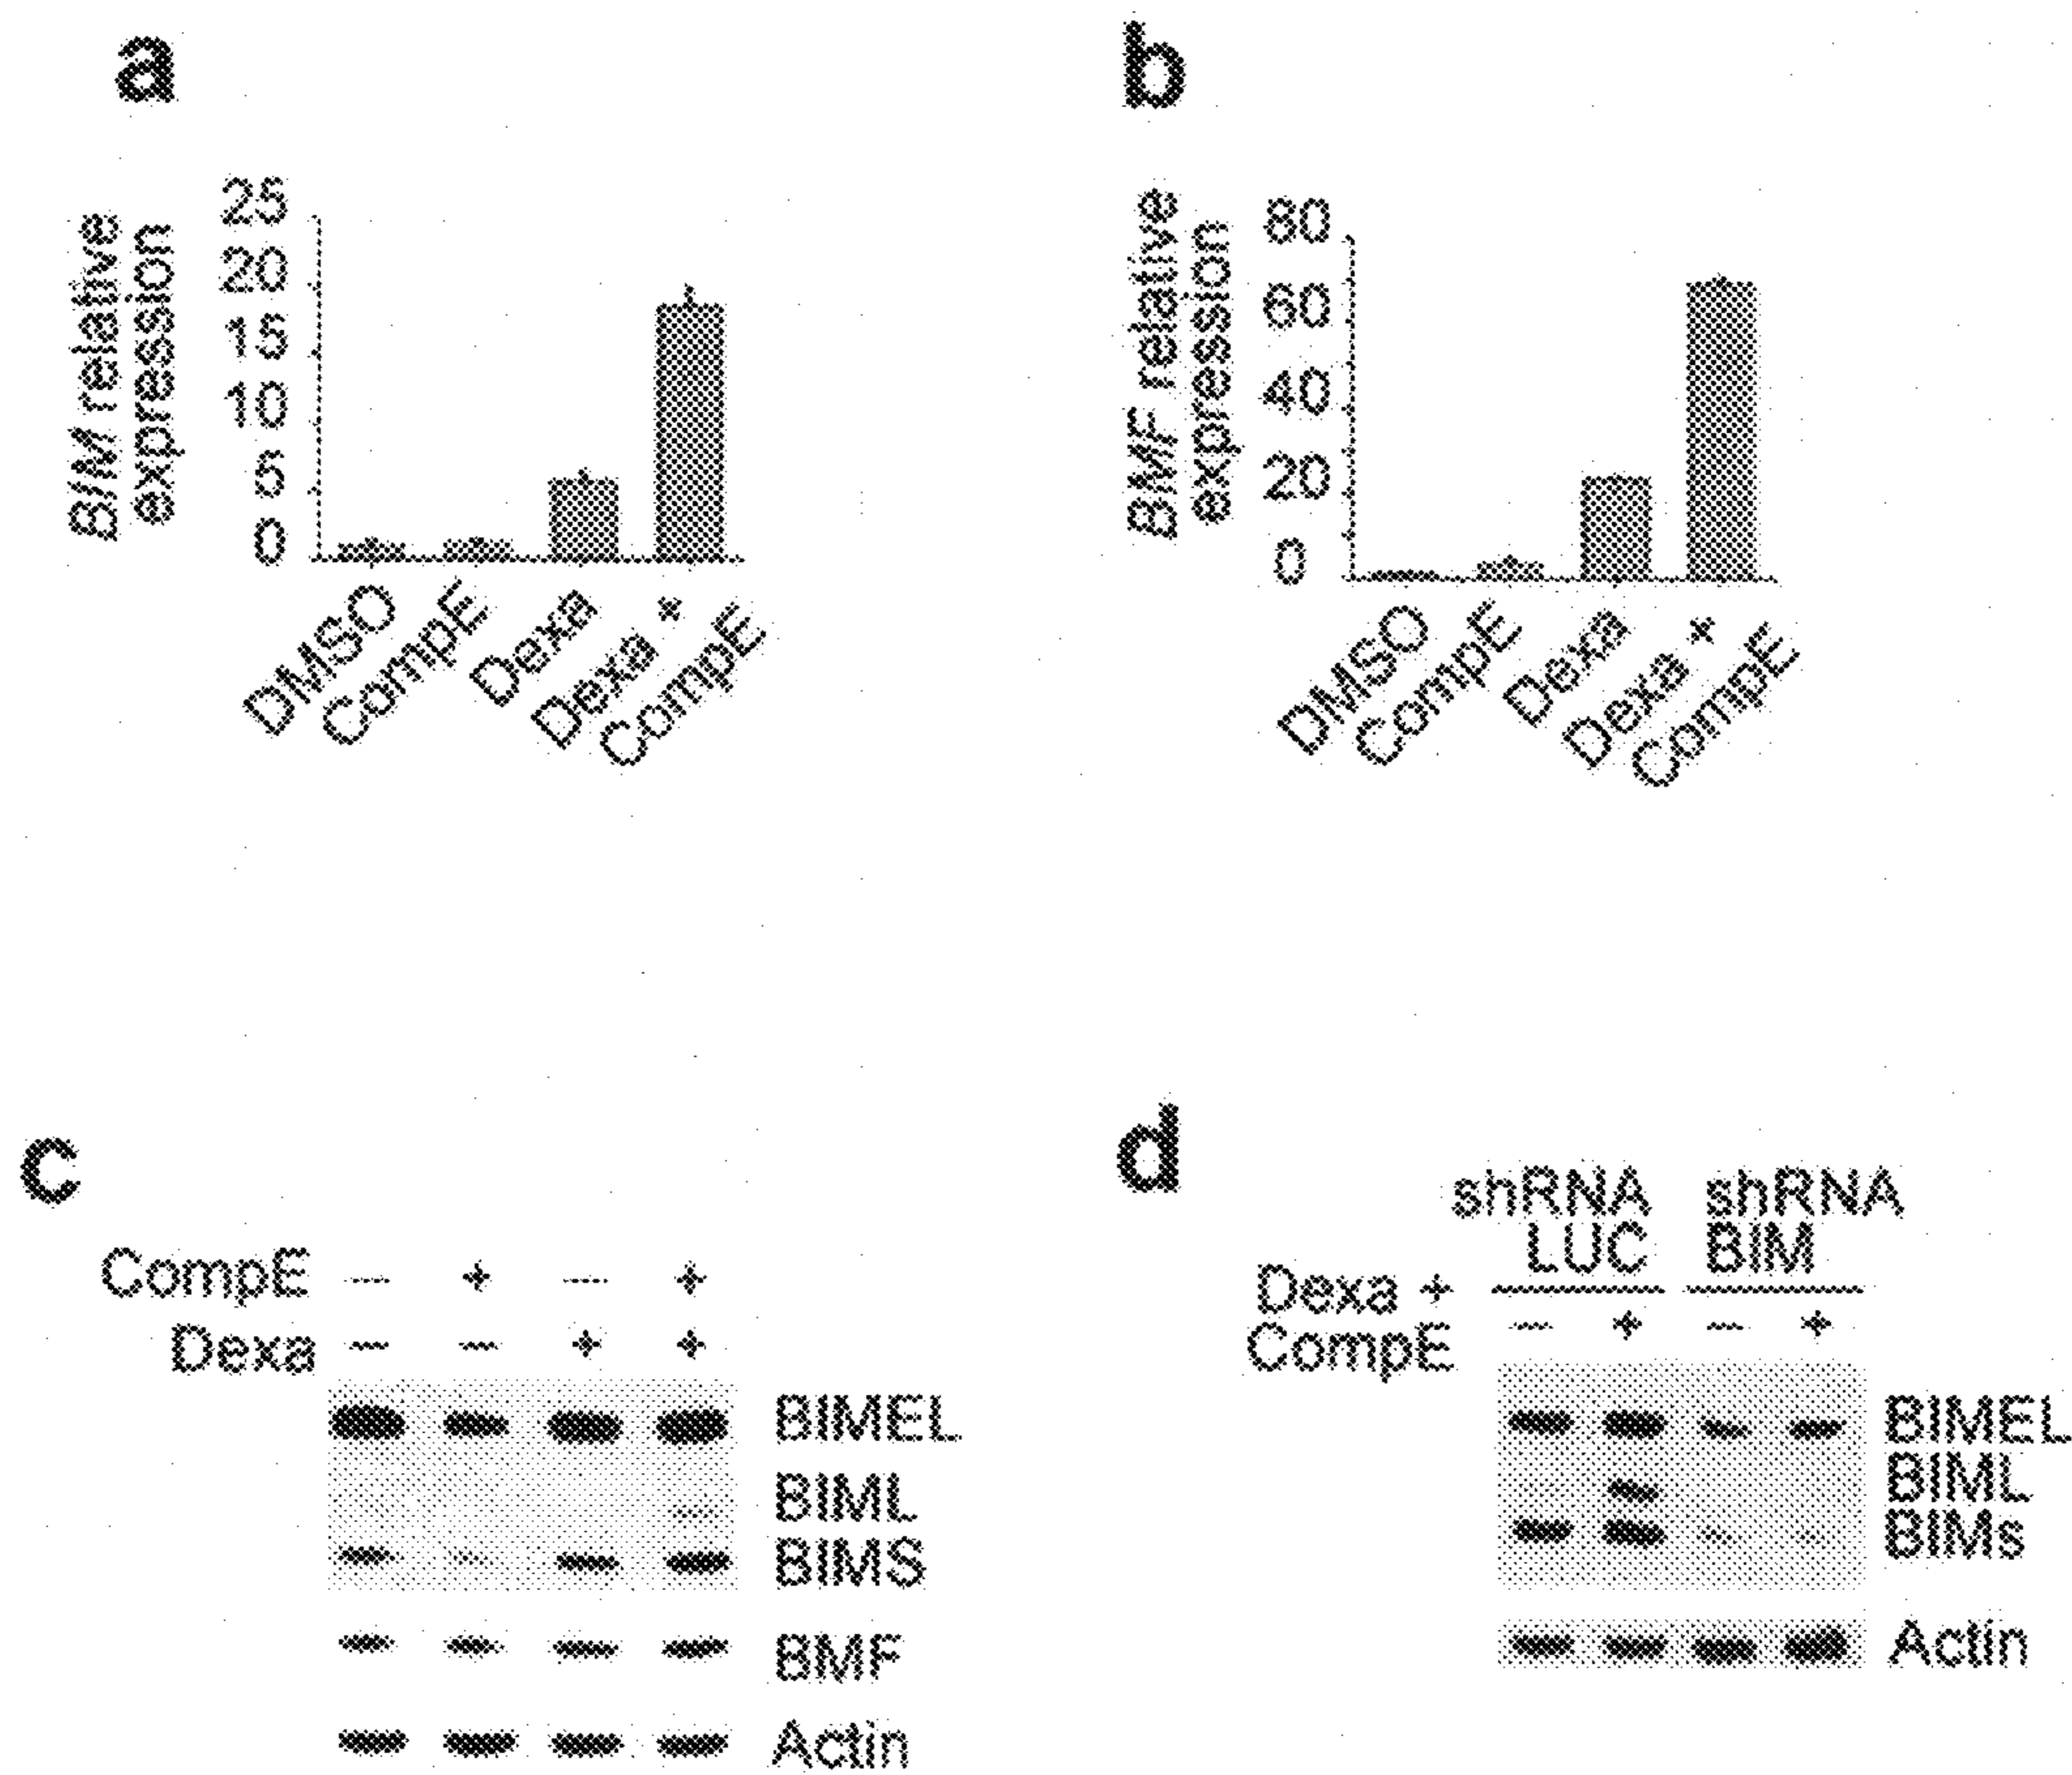 a
BIM relative
expression
25
20
15
10
5
0
DMSO
CompE
Dexa
Dexa +
CompE
b
BMF relative
expression
80
60
40
20
0
DMSO
CompE
Dexa
Dexa +
CompE
c
CompE − + − +
Dexa − − + +
BIMEL
BIML
BIMS
BMF
Actin
d
shRNA shRNA
LUC BIM
Dexa +
CompE − + − +
BIMEL
BIML
BIMs
Actin